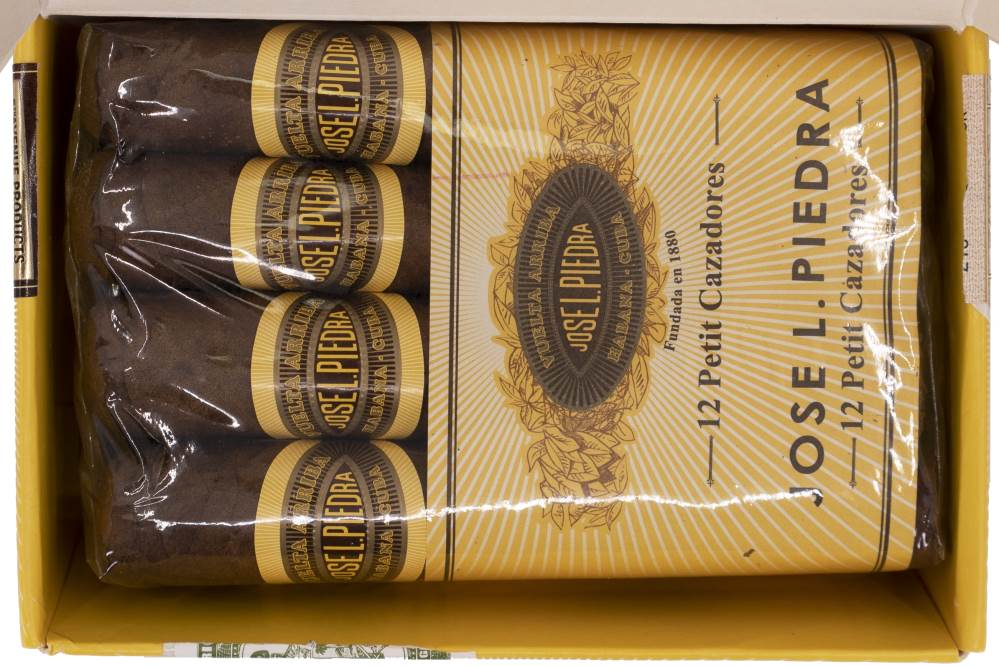 VUELTA ARRIBA
JOSE L. PIEDRA
HABANA · CUBA
VUELTA ARRIBA
JOSE L. PIEDRA
HABANA · CUBA
VUELTA ARRIBA
JOSE L. PIEDRA
HABANA · CUBA
VUELTA ARRIBA
JOSE L. PIEDRA
HABANA · CUBA
VUELTA ARRIBA
JOSE L. PIEDRA
HABANA · CUBA
Fundada en 1880
12 Petit Cazadores
JOSE L. PIEDRA
12 Petit Cazadores
PRODUCTS